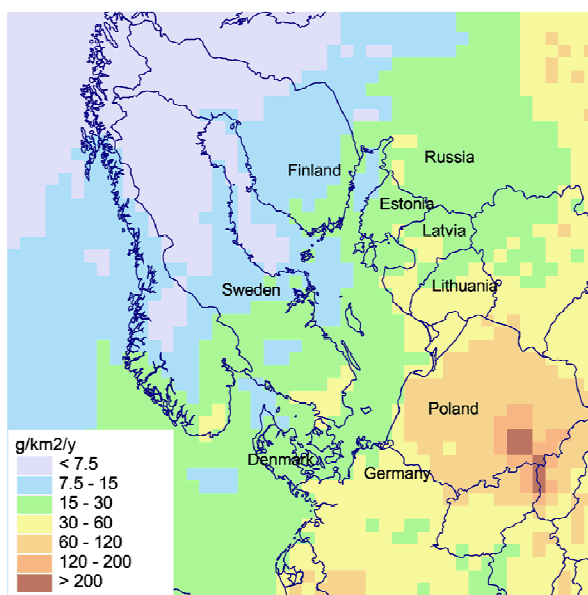 Finland
Russia
Estonia
Latvia
Sweden
Lithuania
Poland
Denmark
Germany
g/km2/y
< 7.5
7.5 - 15
15 - 30
30 - 60
60 - 120
120 - 200
> 200